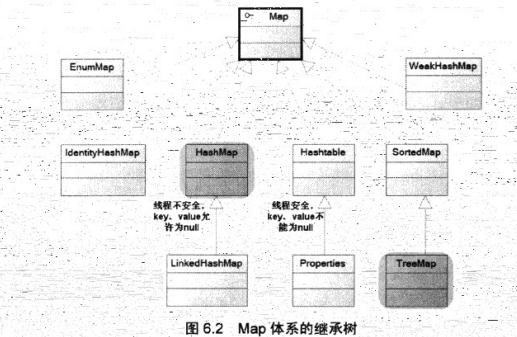 Map
EnumMap
WeakHashMap
IdentityHashMap
HashMap
Hashtable
SortedMap
线程不安全，
key、value允
许为null
线程安全，
key、value不
能为null
LinkedHashMap
Properties
TreeMap
图 6.2 Map 体系的继承树